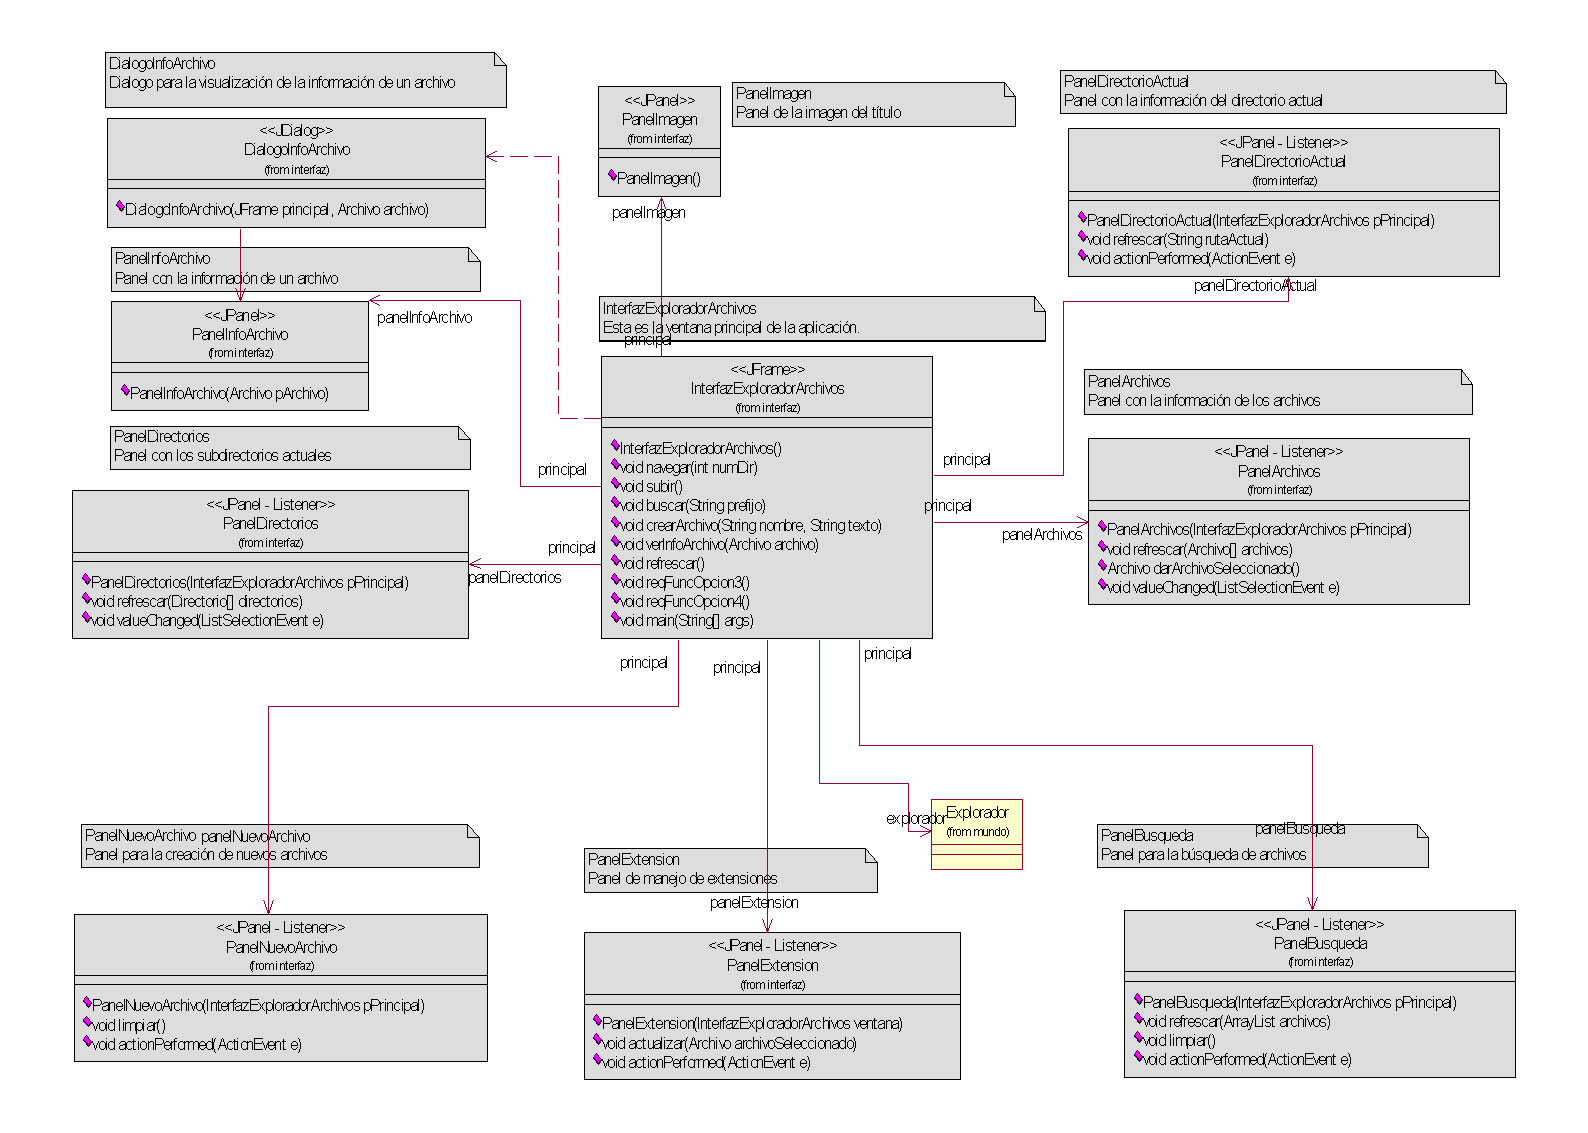 DialogoInfoArchivo
Dialogo para la visualización de la información de un archivo
<<JDialog>>
DialogoInfoArchivo
(from interfaz)
DialogoInfoArchivo(JFrame principal, Archivo archivo)
<<JPanel>>
PanelImagen
(from interfaz)
PanelImagen()
panelImagen
PanelImagen
Panel de la imagen del título
PanelDirectorioActual
Panel con la información del directorio actual
<<JPanel - Listener>>
PanelDirectorioActual
(from interfaz)
PanelDirectorioActual(InterfazExploradorArchivos pPrincipal)
void refrescar(String rutaActual)
void actionPerformed(ActionEvent e)
panelDirectorioActual
PanelInfoArchivo
Panel con la información de un archivo
<<JPanel>>
PanelInfoArchivo
(from interfaz)
PanelInfoArchivo(Archivo pArchivo)
panelInfoArchivo
InterfazExploradorArchivos
Esta es la ventana principal de la aplicación.
principal
<<JFrame>>
InterfazExploradorArchivos
(from interfaz)
InterfazExploradorArchivos()
void navegar(int numDir)
void subir()
void buscar(String prefijo)
void crearArchivo(String nombre, String texto)
void verInfoArchivo(Archivo archivo)
void refrescar()
void reqFuncOpcion3()
void reqFuncOpcion4()
void main(String[] args)
PanelArchivos
Panel con la información de los archivos
<<JPanel - Listener>>
PanelArchivos
(from interfaz)
PanelArchivos(InterfazExploradorArchivos pPrincipal)
void refrescar(Archivo[] archivos)
Archivo darArchivoSeleccionado()
void valueChanged(ListSelectionEvent e)
principal
principal
panelArchivos
PanelDirectorios
Panel con los subdirectorios actuales
<<JPanel - Listener>>
PanelDirectorios
(from interfaz)
PanelDirectorios(InterfazExploradorArchivos pPrincipal)
void refrescar(Directorio[] directorios)
void valueChanged(ListSelectionEvent e)
principal
principal
panelDirectorios
principal
principal
principal
PanelNuevoArchivo
panelNuevoArchivo
Panel para la creación de nuevos archivos
<<JPanel - Listener>>
PanelNuevoArchivo
(from interfaz)
PanelNuevoArchivo(InterfazExploradorArchivos pPrincipal)
void limpiar()
void actionPerformed(ActionEvent e)
PanelExtension
Panel de manejo de extensiones
panelExtension
<<JPanel - Listener>>
PanelExtension
(from interfaz)
PanelExtension(InterfazExploradorArchivos ventana)
void actualizar(Archivo archivoSeleccionado)
void actionPerformed(ActionEvent e)
explorador
Explorador
(from mundo)
panelBusqueda
PanelBusqueda
Panel para la búsqueda de archivos
<<JPanel - Listener>>
PanelBusqueda
(from interfaz)
PanelBusqueda(InterfazExploradorArchivos pPrincipal)
void refrescar(ArrayList archivos)
void limpiar()
void actionPerformed(ActionEvent e)